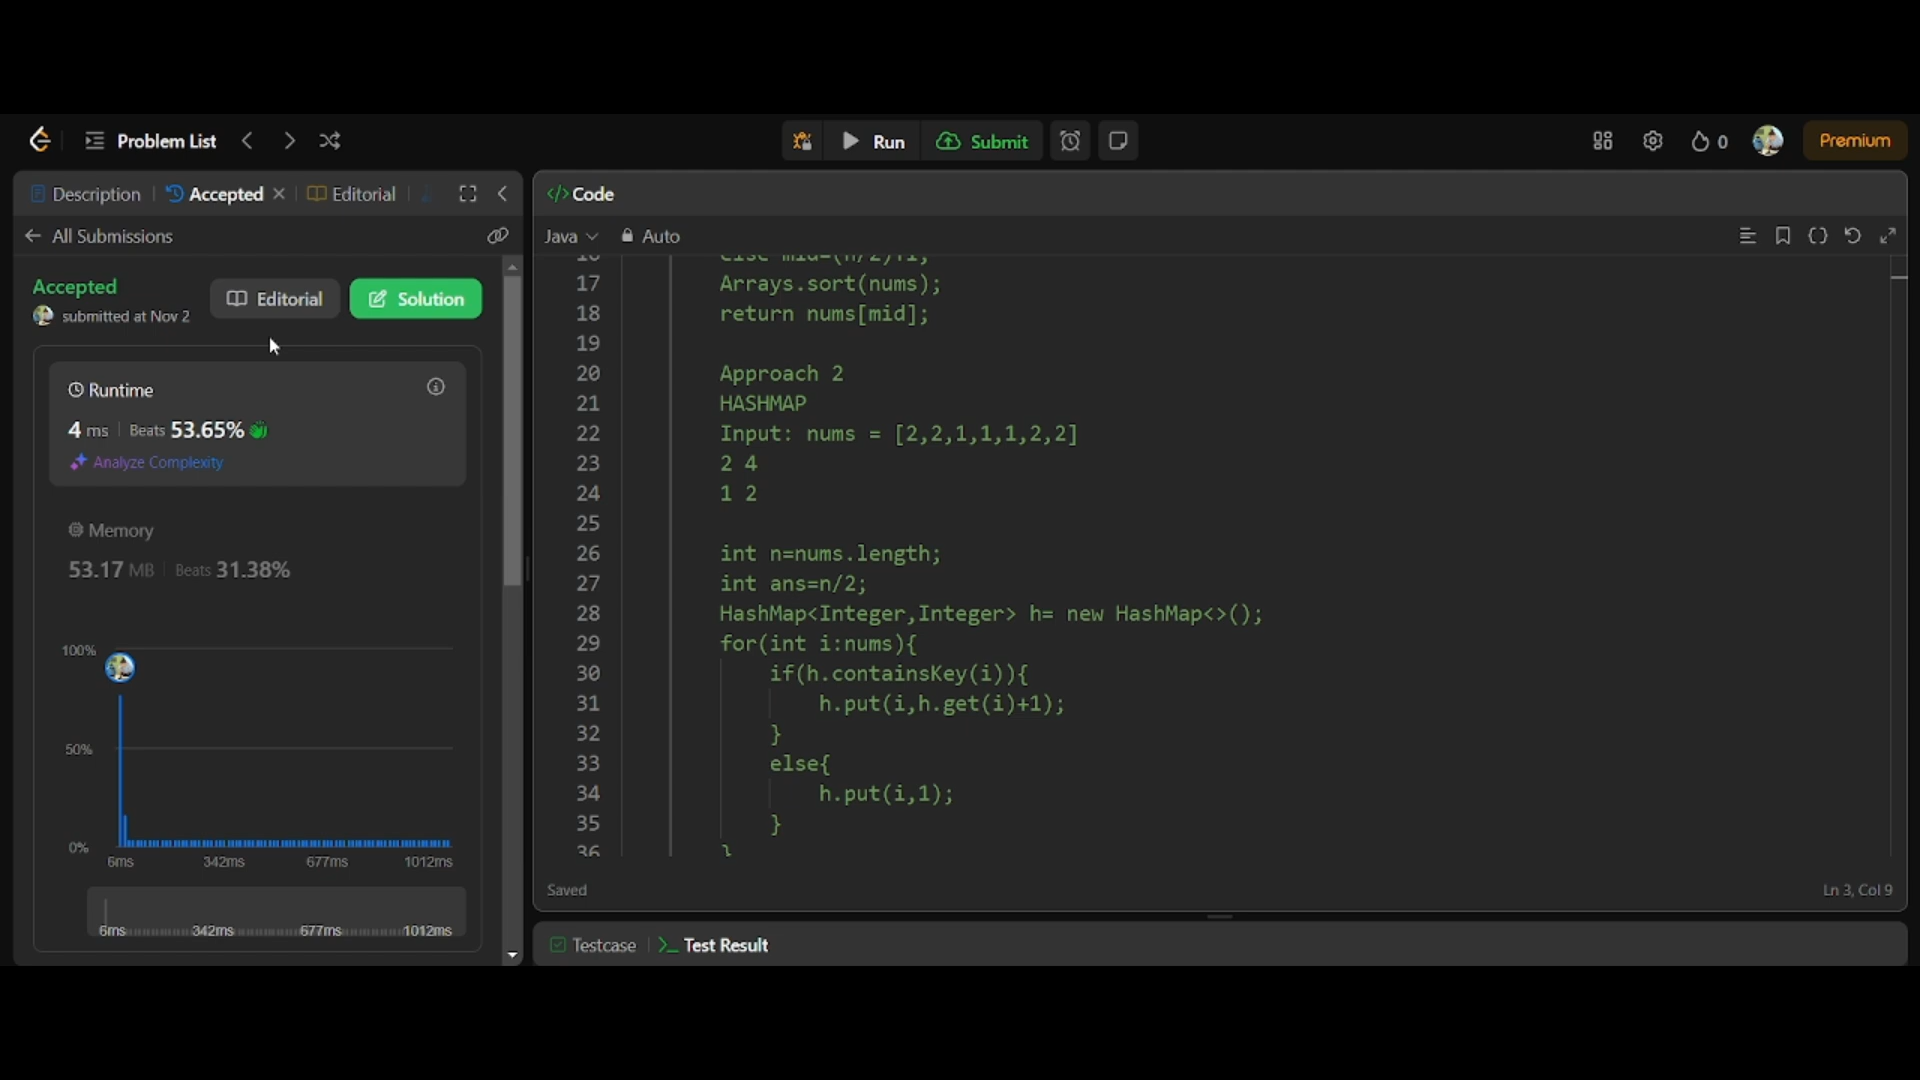 Problem List
Run
Submit
0
Premium
Description
Accepted
Editorial
</> Code
All Submissions
Java
Auto
Accepted
submitted at Nov 2
Editorial
Solution
Runtime
4 ms | Beats 53.65%
Analyze Complexity
Memory
53.17 MB | Beats 31.38%
100%
50%
0%
6ms 342ms 677ms 1012ms
6ms 342ms 677ms 1012ms
16 else mid=(n/2)+1;
17 Arrays.sort(nums);
18 return nums[mid];
19
20 Approach 2
21 HASHMAP
22 Input: nums = [2,2,1,1,1,2,2]
23 2 4
24 1 2
25
26 int n=nums.length;
27 int ans=n/2;
28 HashMap<Integer,Integer> h= new HashMap<>();
29 for(int i:nums){
30 if(h.containsKey(i)){
31 h.put(i,h.get(i)+1);
32 }
33 else{
34 h.put(i,1);
35 }
36 }
Saved
Ln 3, Col 9
Testcase
Test Result